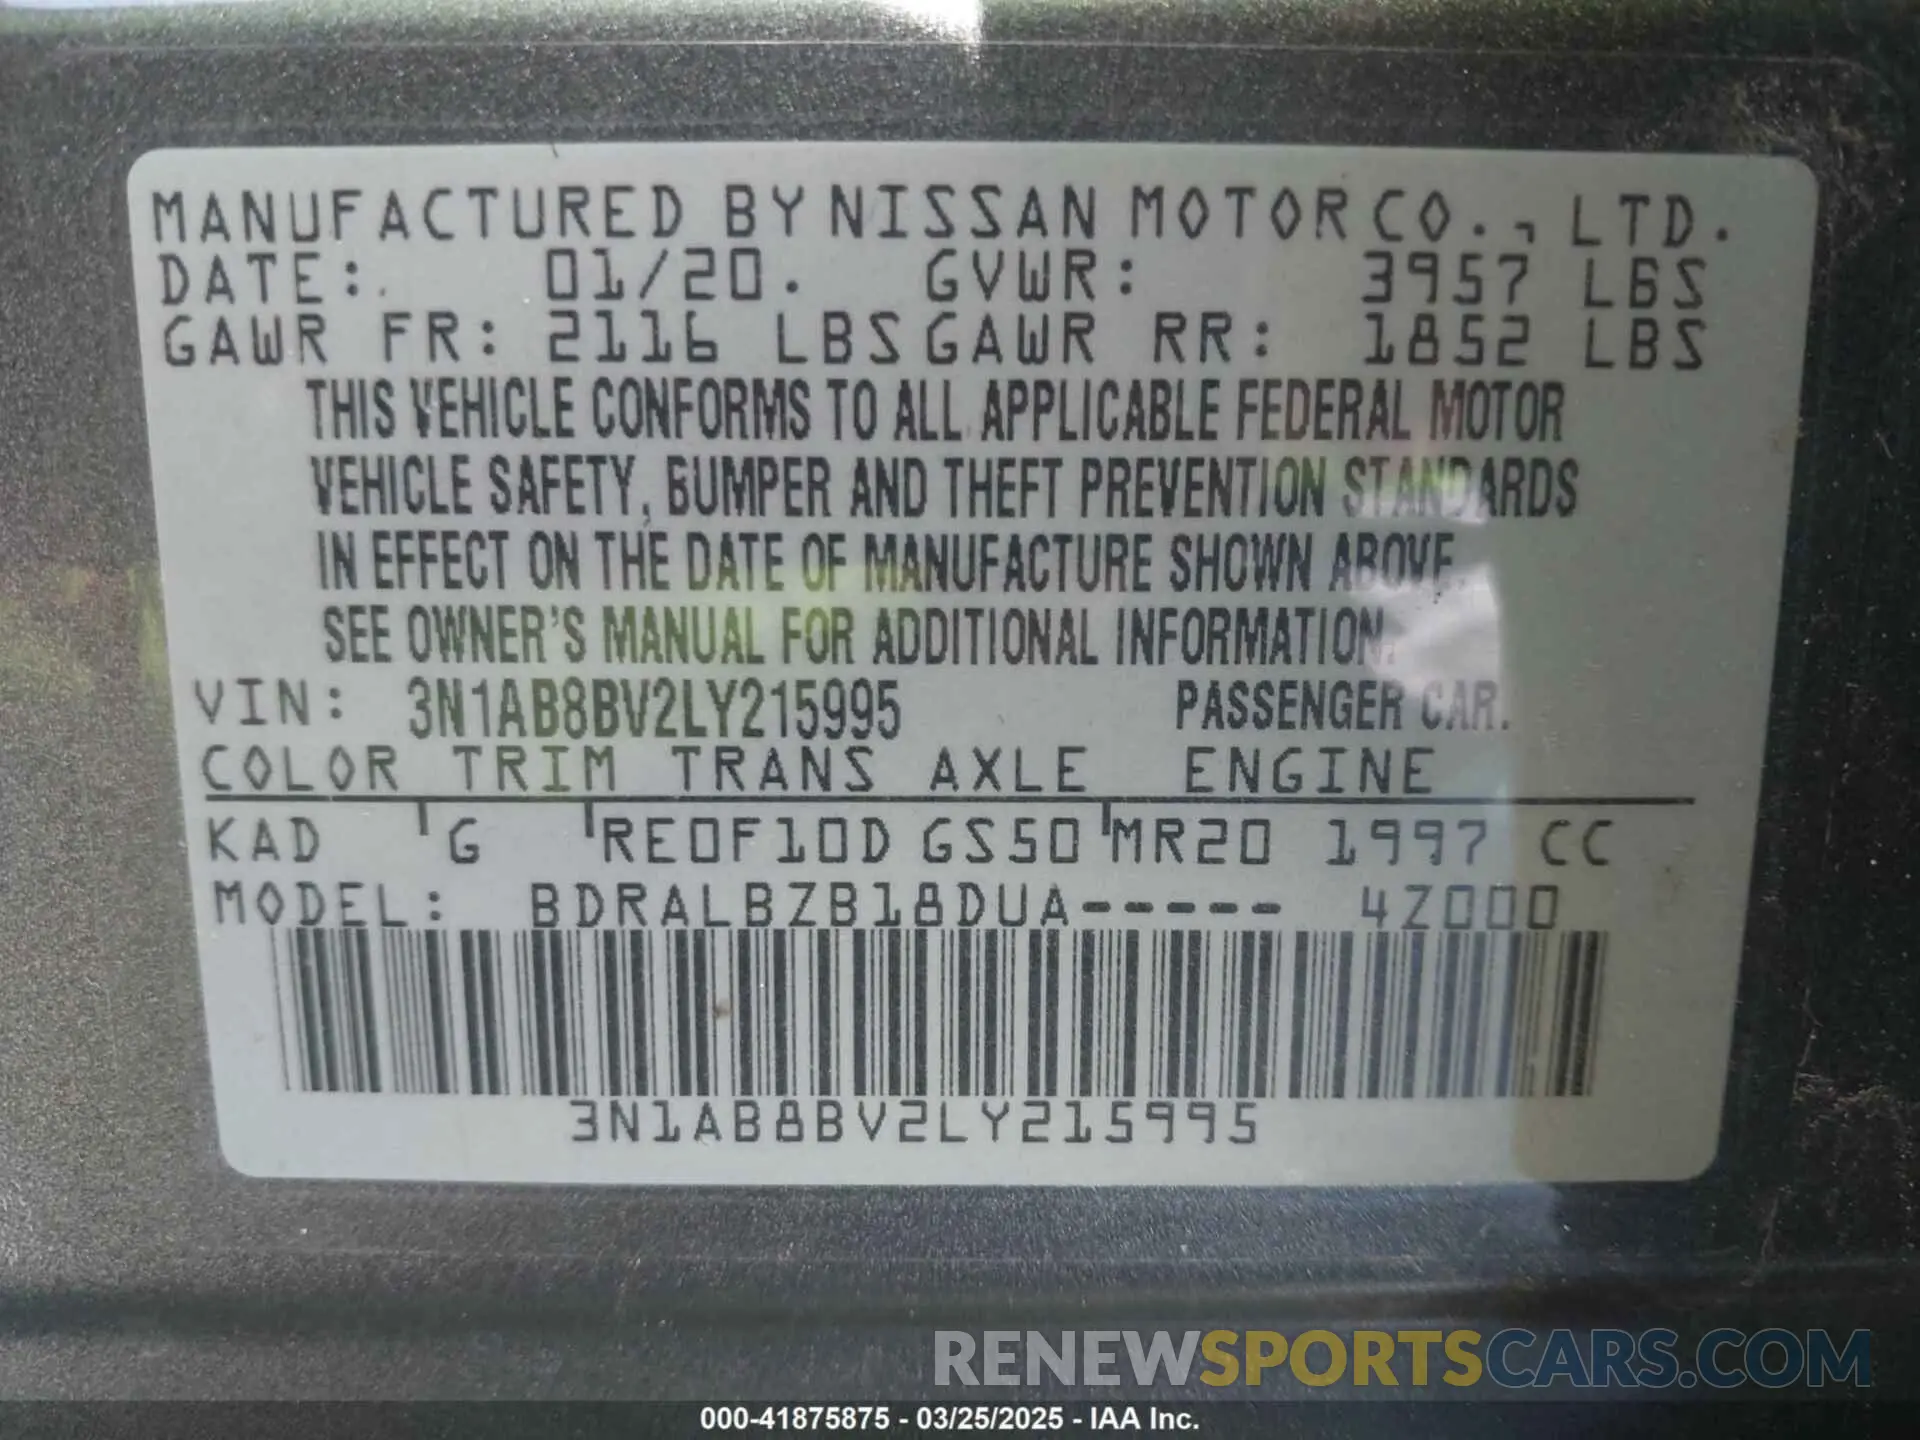 MANUFACTURED BY NISSAN MOTOR CO., LTD.
DATE: 01/20. GVWR: 3957 LBS
GAWR FR: 2116 LBS GAWR RR: 1852 LBS
THIS VEHICLE CONFORMS TO ALL APPLICABLE FEDERAL MOTOR
VEHICLE SAFETY, BUMPER AND THEFT PREVENTION STANDARDS
IN EFFECT ON THE DATE OF MANUFACTURE SHOWN ABOVE.
SEE OWNER'S MANUAL FOR ADDITIONAL INFORMATION.
VIN: 3N1AB8BV2LY215995 PASSENGER CAR.
COLOR TRIM TRANS AXLE ENGINE
KAD G RE0F10D GS50 MR20 1997 CC
MODEL: BDRALBZB18DUA----- 4Z000
3N1AB8BV2LY215995
RENEWSPORTSCARS.COM
000-41875875 - 03/25/2025 - IAA Inc.